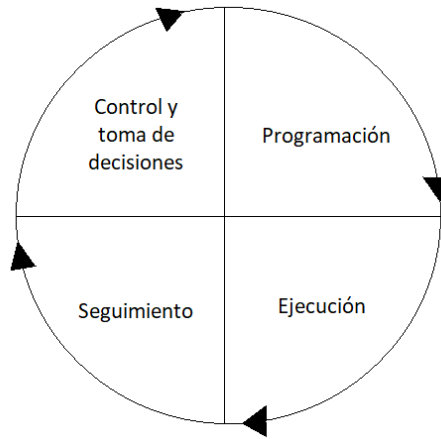 Control y
toma de
decisiones
Programación
Seguimiento
Ejecución